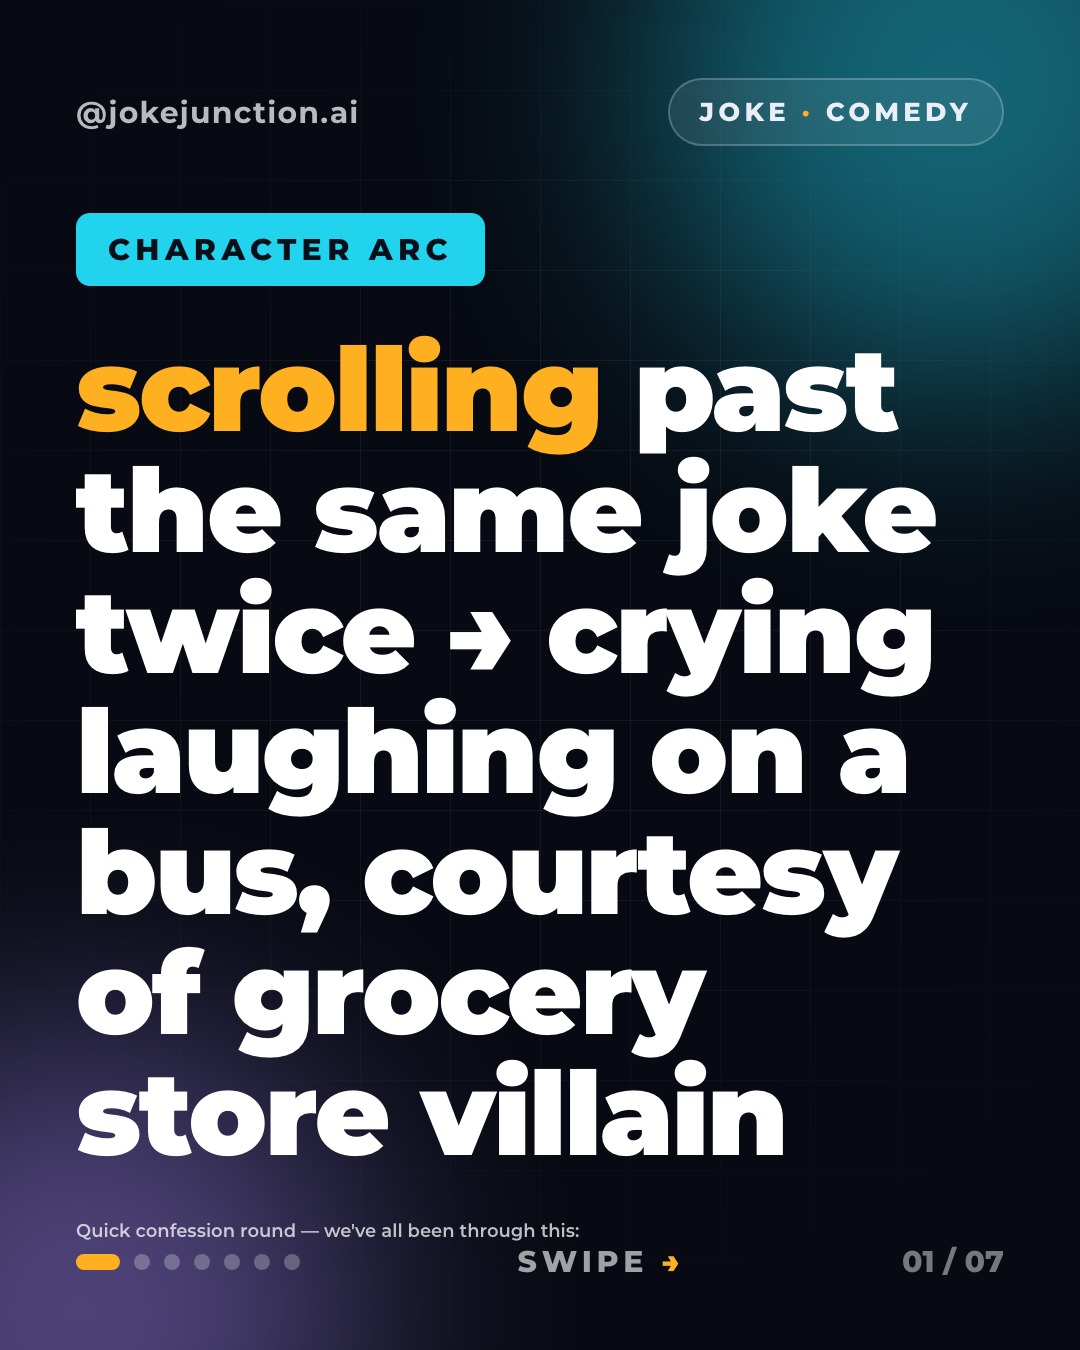 @jokejunction.ai
JOKE · COMEDY
CHARACTER ARC
scrolling past
the same joke
twice → crying
laughing on a
bus, courtesy
of grocery
store villain
Quick confession round — we've all been through this:
SWIPE →
01 / 07